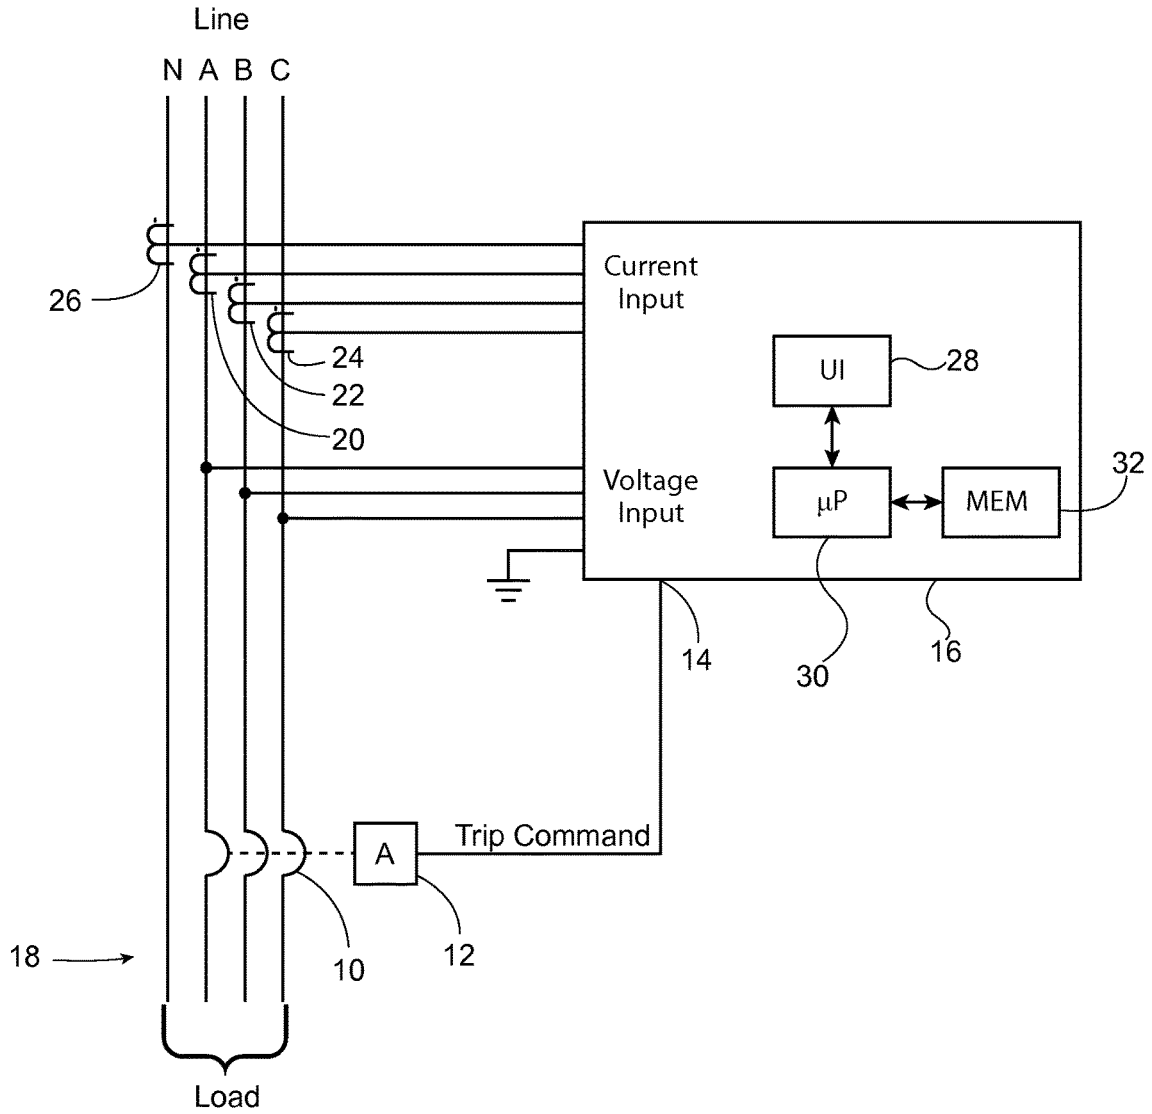 Line
N A B C
Current
Input
26
24
22
20
UI
28
Voltage
Input
µP
MEM
32
14
30
16
Trip Command
A
18
10
12
Load